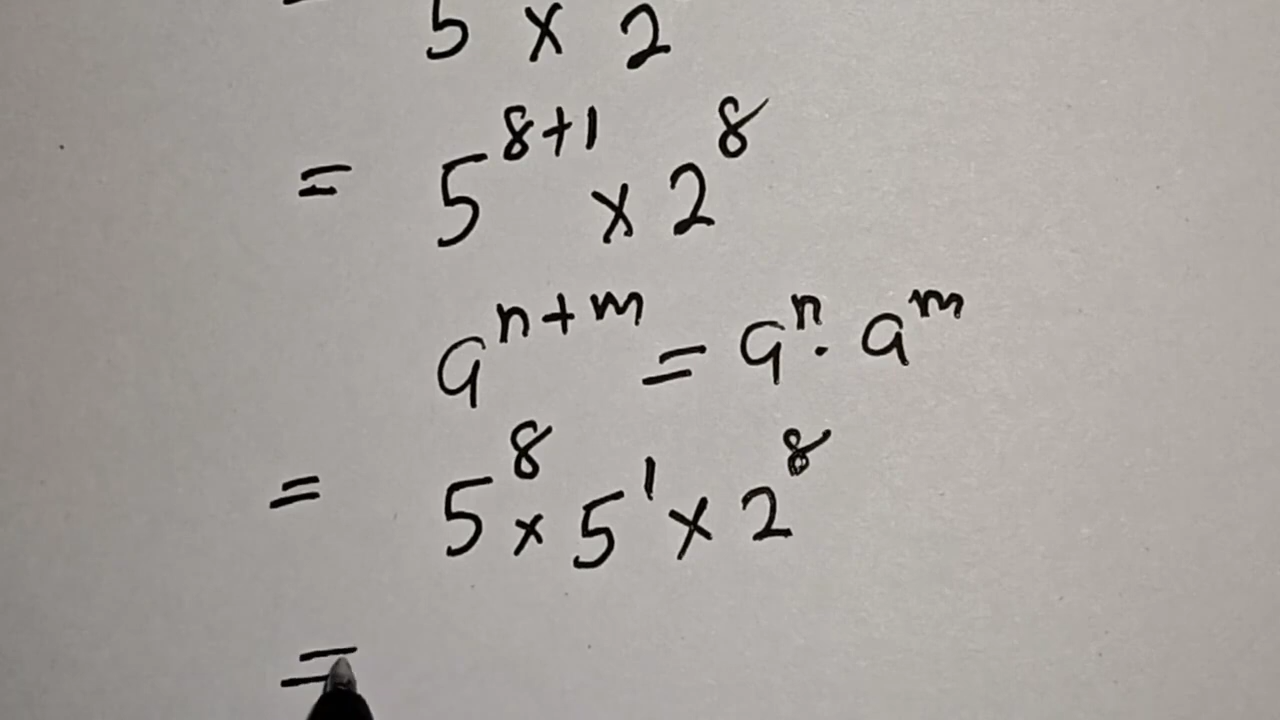 = 5 x 2
= 5^{8+1} x 2^8
a^{n+m} = a^n . a^m
= 5^8 x 5^1 x 2^8
=